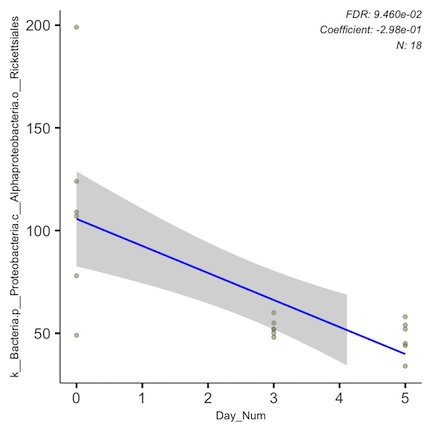 FDR: 9.460e-02
Coefficient: -2.98e-01
N: 18
k__Bacteria.p__Proteobacteria.c__Alphaproteobacteria.o__Rickettsiales
200
150
100
50
0 1 2 3 4 5
Day_Num